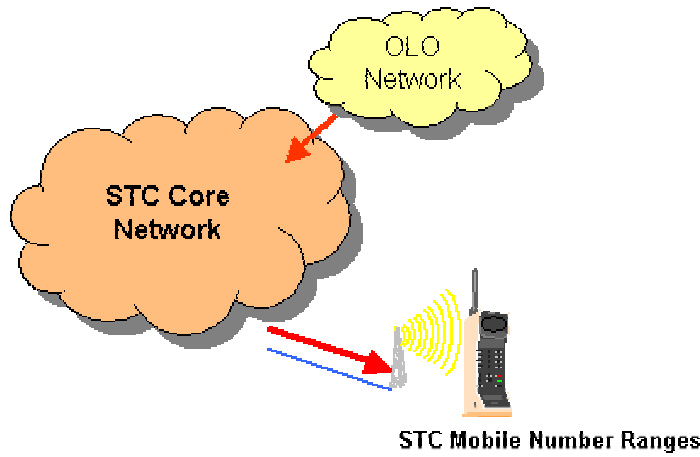 OLO
Network
STC Core
Network
STC Mobile Number Ranges